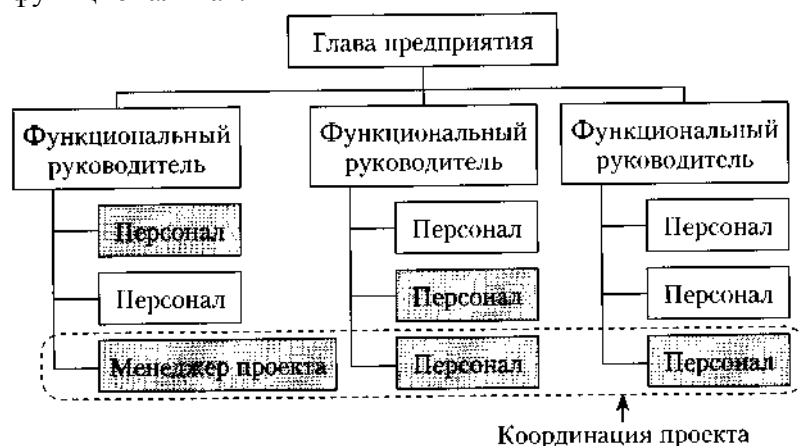 Глава предприятия
Функциональный
руководитель
Функциональный
руководитель
Функциональный
руководитель
Персонал
Персонал
Персонал
Персонал
Персонал
Персонал
Менеджер проекта
Персонал
Персонал
Координация проекта